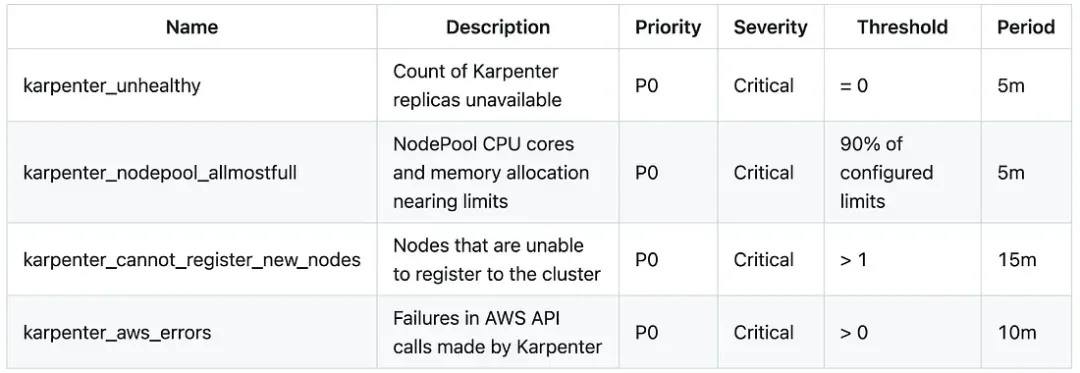 Name Description Priority Severity Threshold Period
karpenter_unhealthy Count of Karpenter replicas unavailable P0 Critical = 0 5m
karpenter_nodepool_allmostfull NodePool CPU cores and memory allocation nearing limits P0 Critical 90% of configured limits 5m
karpenter_cannot_register_new_nodes Nodes that are unable to register to the cluster P0 Critical > 1 15m
karpenter_aws_errors Failures in AWS API calls made by Karpenter P0 Critical > 0 10m